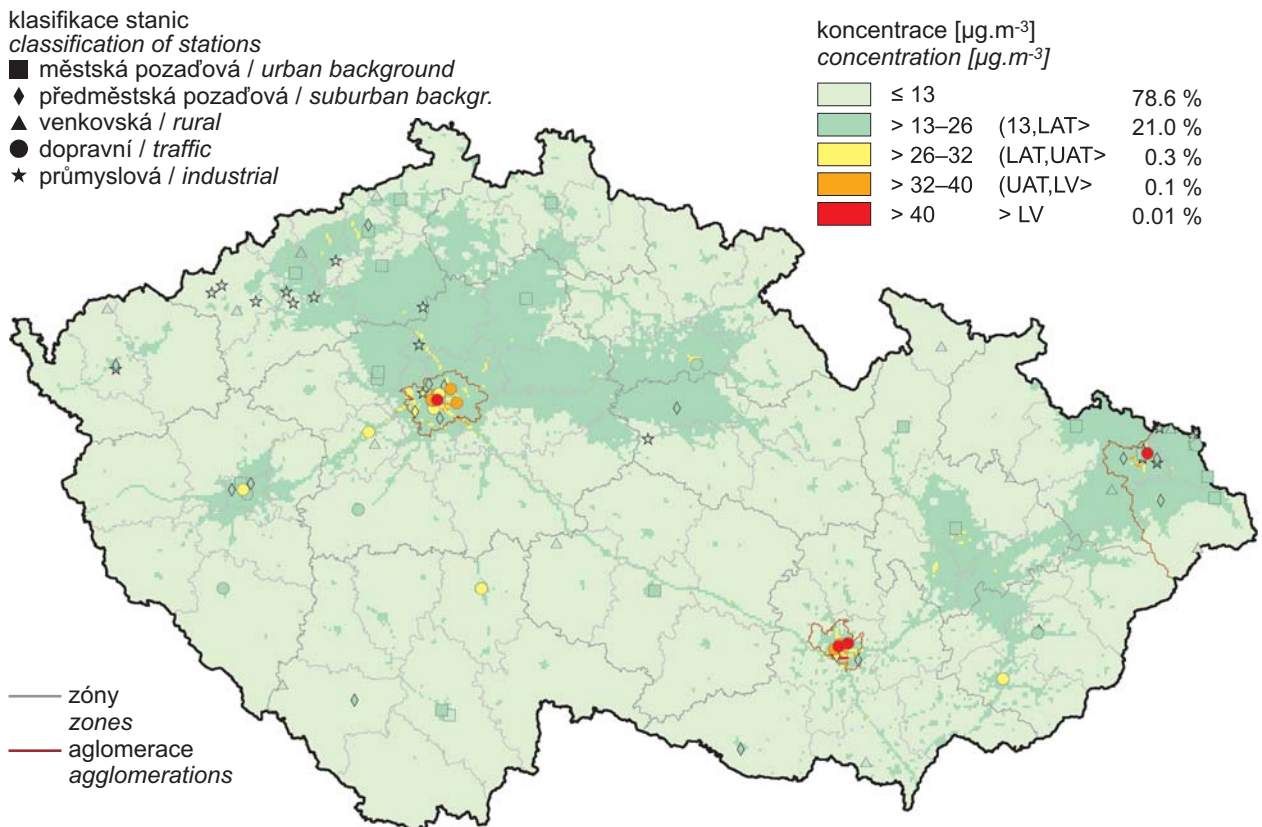 klasifikace stanic
classification of stations
městská pozaďová / urban background
předměstská pozaďová / suburban backgr.
venkovská / rural
dopravní / traffic
průmyslová / industrial
koncentrace [µg.m-3]
concentration [µg.m-3]
≤ 13 78.6 %
> 13–26 (13,LAT> 21.0 %
> 26–32 (LAT,UAT> 0.3 %
> 32–40 (UAT,LV> 0.1 %
> 40 > LV 0.01 %
zóny
zones
aglomerace
agglomerations